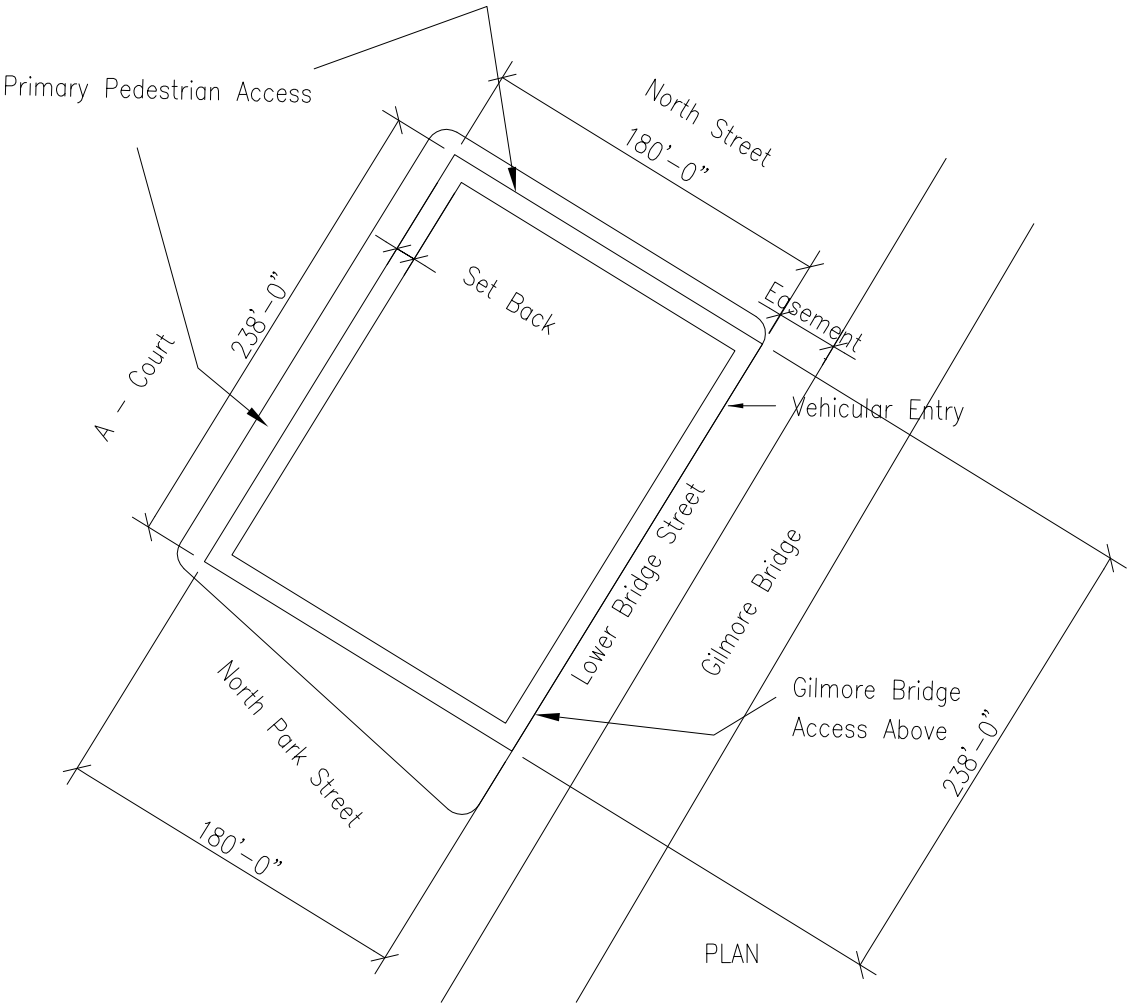 Primary Pedestrian Access
North Street
180'-0"
238'-0"
Set Back
Easement
A - Court
Vehicular Entry
Lower Bridge Street
Gilmore Bridge
North Park Street
Gilmore Bridge
Access Above
238'-0"
180'-0"
PLAN